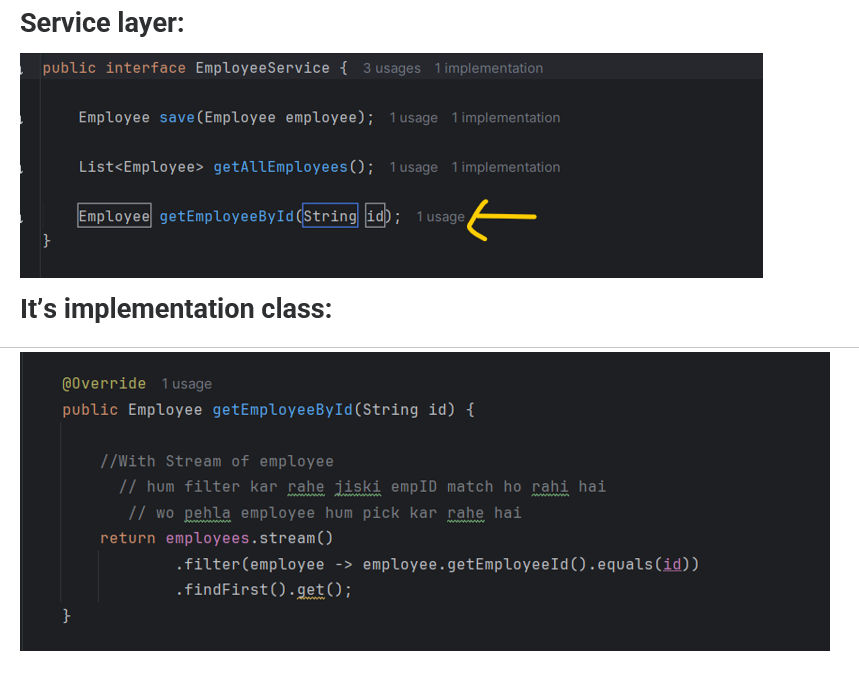 Service layer:
public interface EmployeeService {  3 usages  1 implementation
Employee save(Employee employee);  1 usage  1 implementation
List<Employee> getAllEmployees();  1 usage  1 implementation
Employee getEmployeeById(String id);  1 usage
}
It’s implementation class:
@Override  1 usage
public Employee getEmployeeById(String id) {
//With Stream of employee
// hum filter kar rahe jiski empID match ho rahi hai
// wo pehla employee hum pick kar rahe hai
return employees.stream()
.filter(employee -> employee.getEmployeeId().equals(id))
.findFirst().get();
}